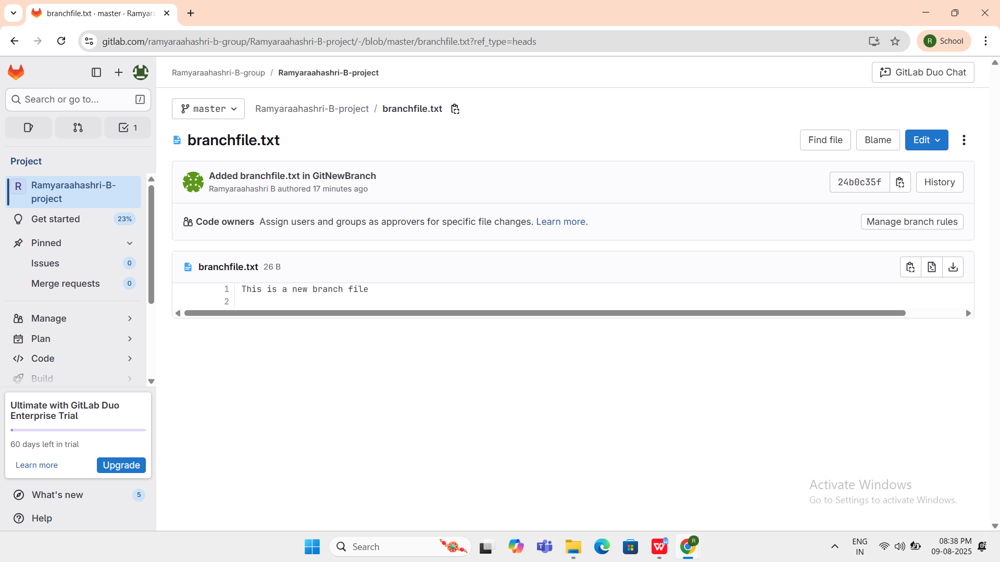 branchfile.txt · master · Ramyara
gitlab.com/ramyaraahashri-b-group/Ramyaraahashri-B-project/-/blob/master/branchfile.txt?ref_type=heads
R School
Ramyaraahashri-B-group / Ramyaraahashri-B-project
GitLab Duo Chat
Search or go to... /
1
Project
R Ramyaraahashri-B-
project
Get started 23%
Pinned
Issues 0
Merge requests 0
Manage
Plan
Code
Build
Ultimate with GitLab Duo
Enterprise Trial
60 days left in trial
Learn more Upgrade
What's new 5
Help
master Ramyaraahashri-B-project / branchfile.txt
branchfile.txt
Find file Blame Edit
Added branchfile.txt in GitNewBranch
Ramyaraahashri B authored 17 minutes ago
24b0c35f History
Code owners Assign users and groups as approvers for specific file changes. Learn more.
Manage branch rules
branchfile.txt 26 B
1 This is a new branch file
2
Activate Windows
Go to Settings to activate Windows.
Search
ENG
IN
08:38 PM
09-08-2025